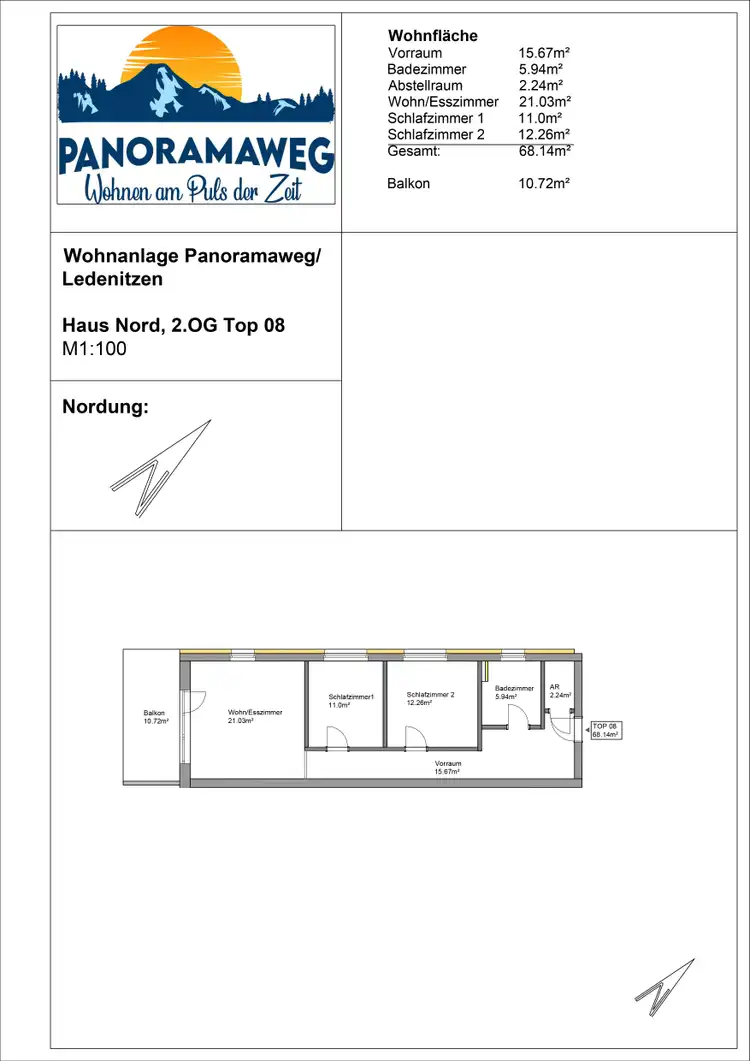 PANORAMAWEG
Wohnen am Puls der Zeit
Wohnfläche
Vorraum 15.67m²
Badezimmer 5.94m²
Abstellraum 2.24m²
Wohn/Esszimmer 21.03m²
Schlafzimmer 1 11.0m²
Schlafzimmer 2 12.26m²
Gesamt: 68.14m²
Balkon 10.72m²
Wohnanlage Panoramaweg/
Ledenitzen
Haus Nord, 2.OG Top 08
M1:100
Nordung:
N
Balkon
10.72m²
Wohn/Esszimmer
21.03m²
Schlafzimmer1
11.0m²
Schlafzimmer 2
12.26m²
Badezimmer
5.94m²
AR
2.24m²
TOP 08
68.14m²
Vorraum
15.67m²
N